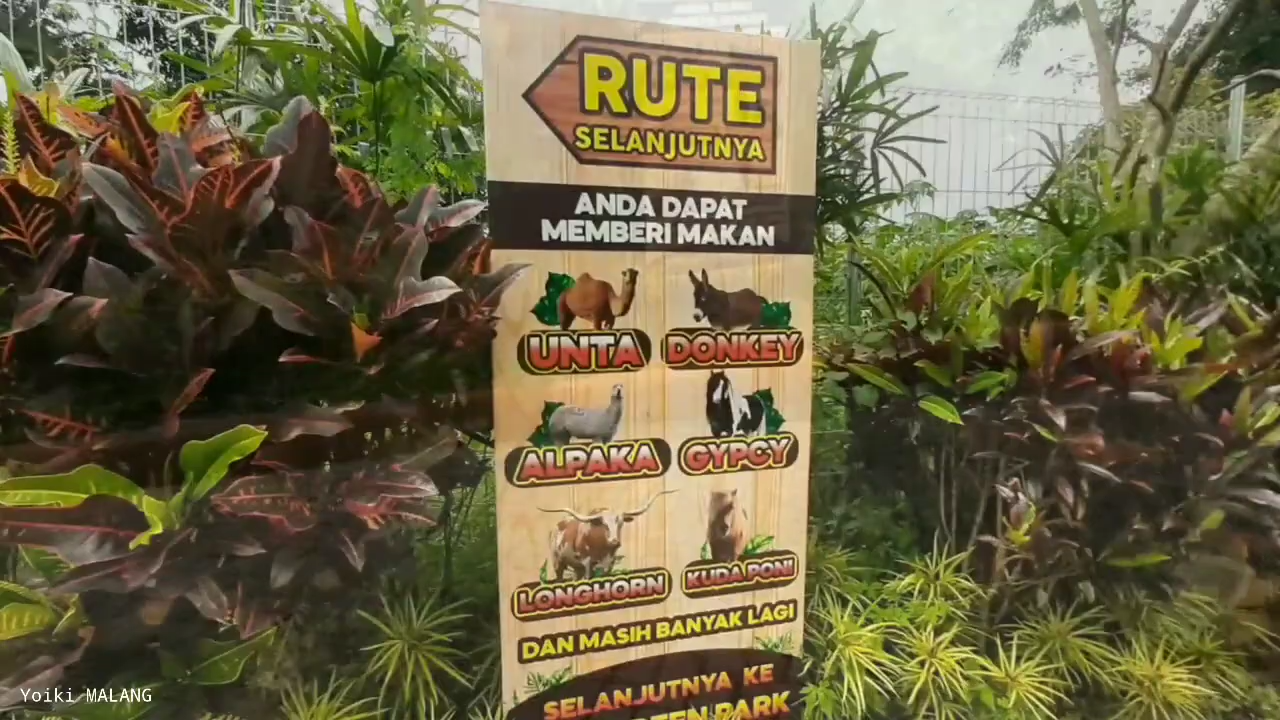 RUTE
SELANJUTNYA
ANDA DAPAT
MEMBERI MAKAN
UNTA
DONKEY
ALPAKA
GYPCY
LONGHORN
KUDA PONI
DAN MASIH BANYAK LAGI
SELANJUTNYA KE
PARK
Yoiki MALANG